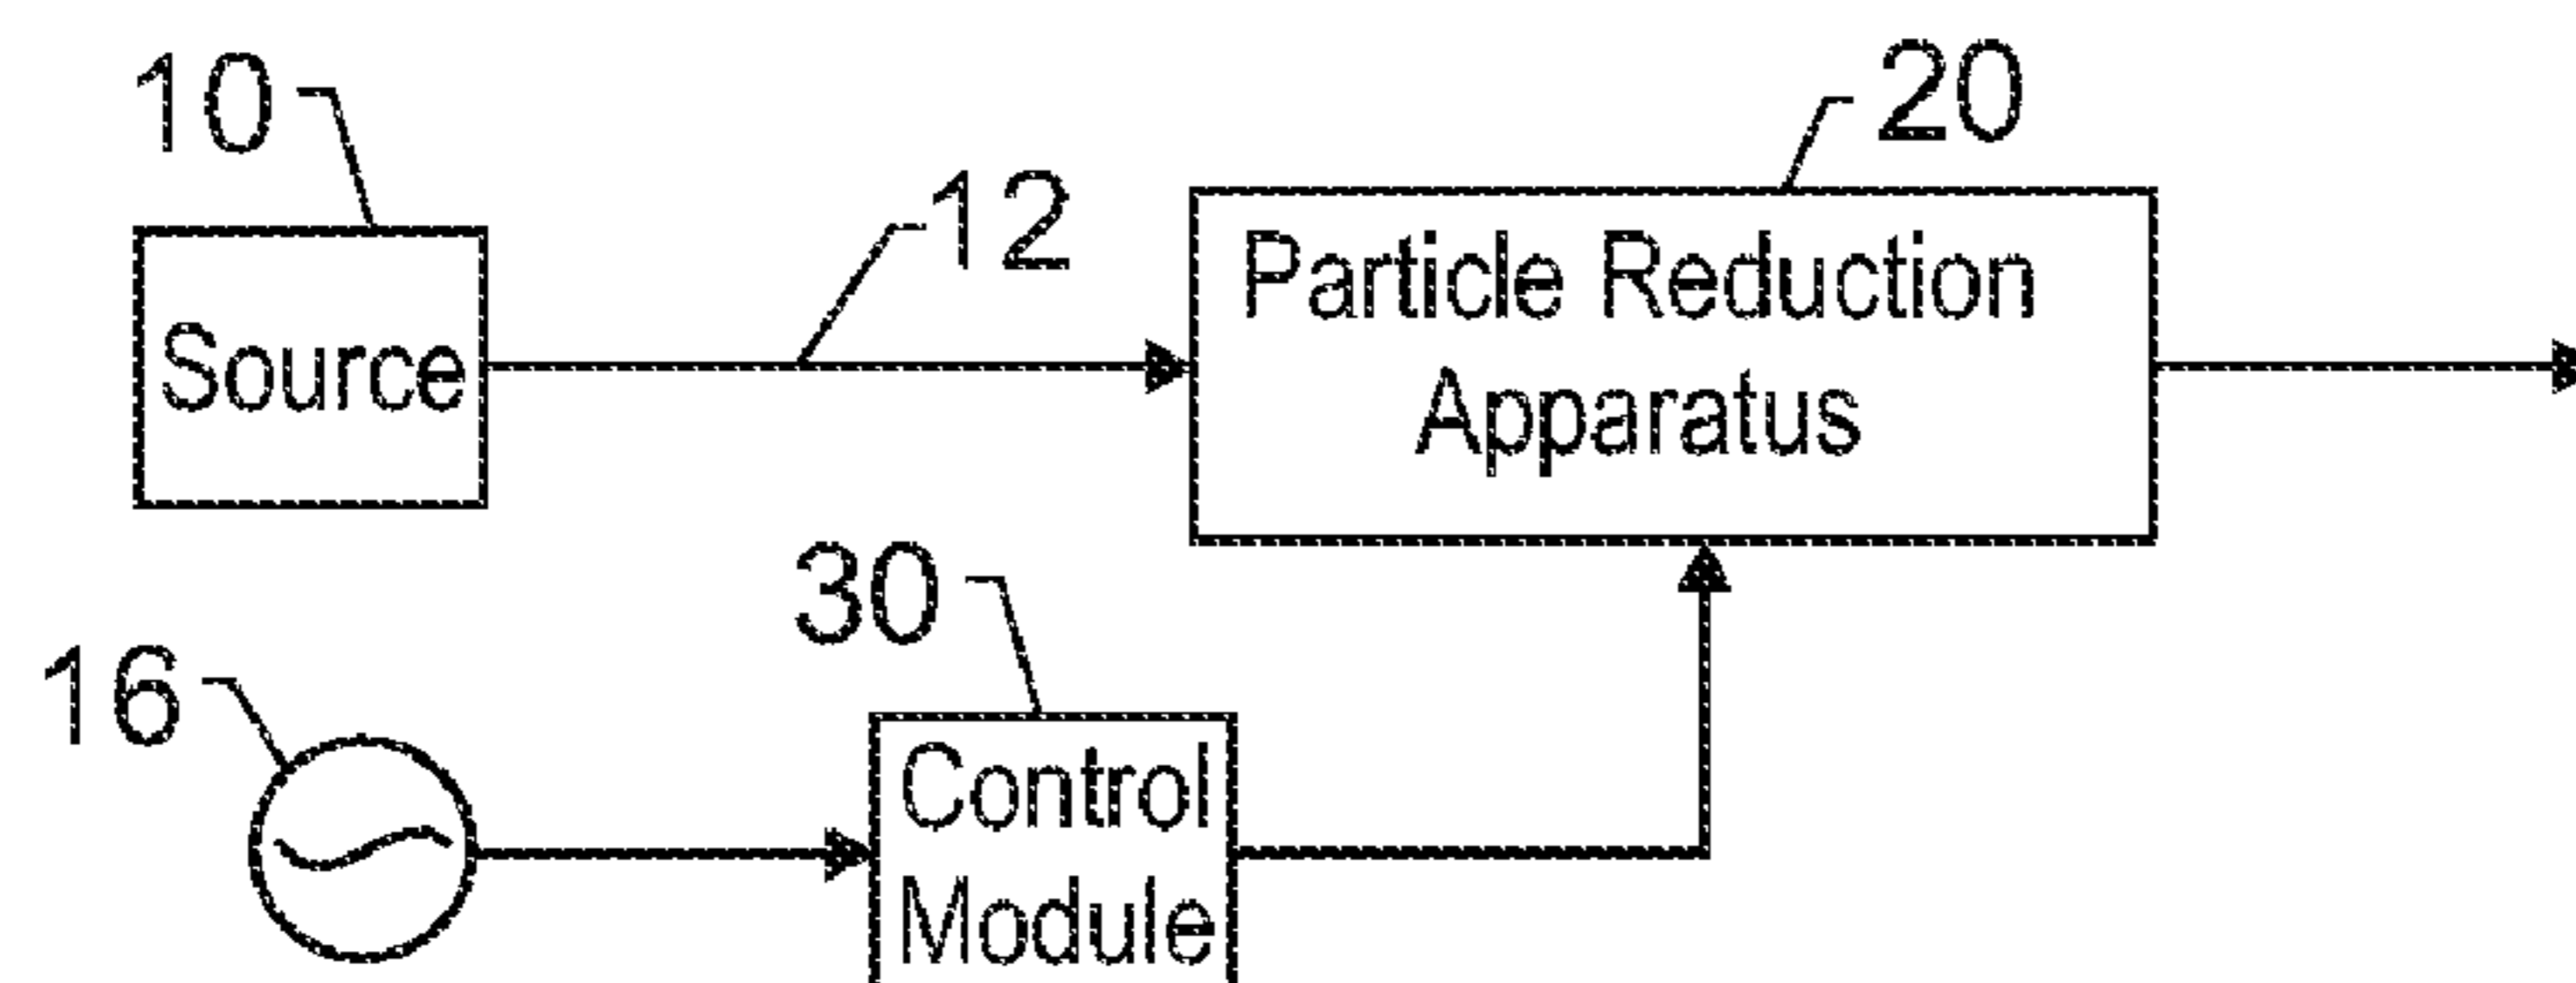 10
20
12
Source
Particle Reduction
Apparatus
30
16
Control
Module